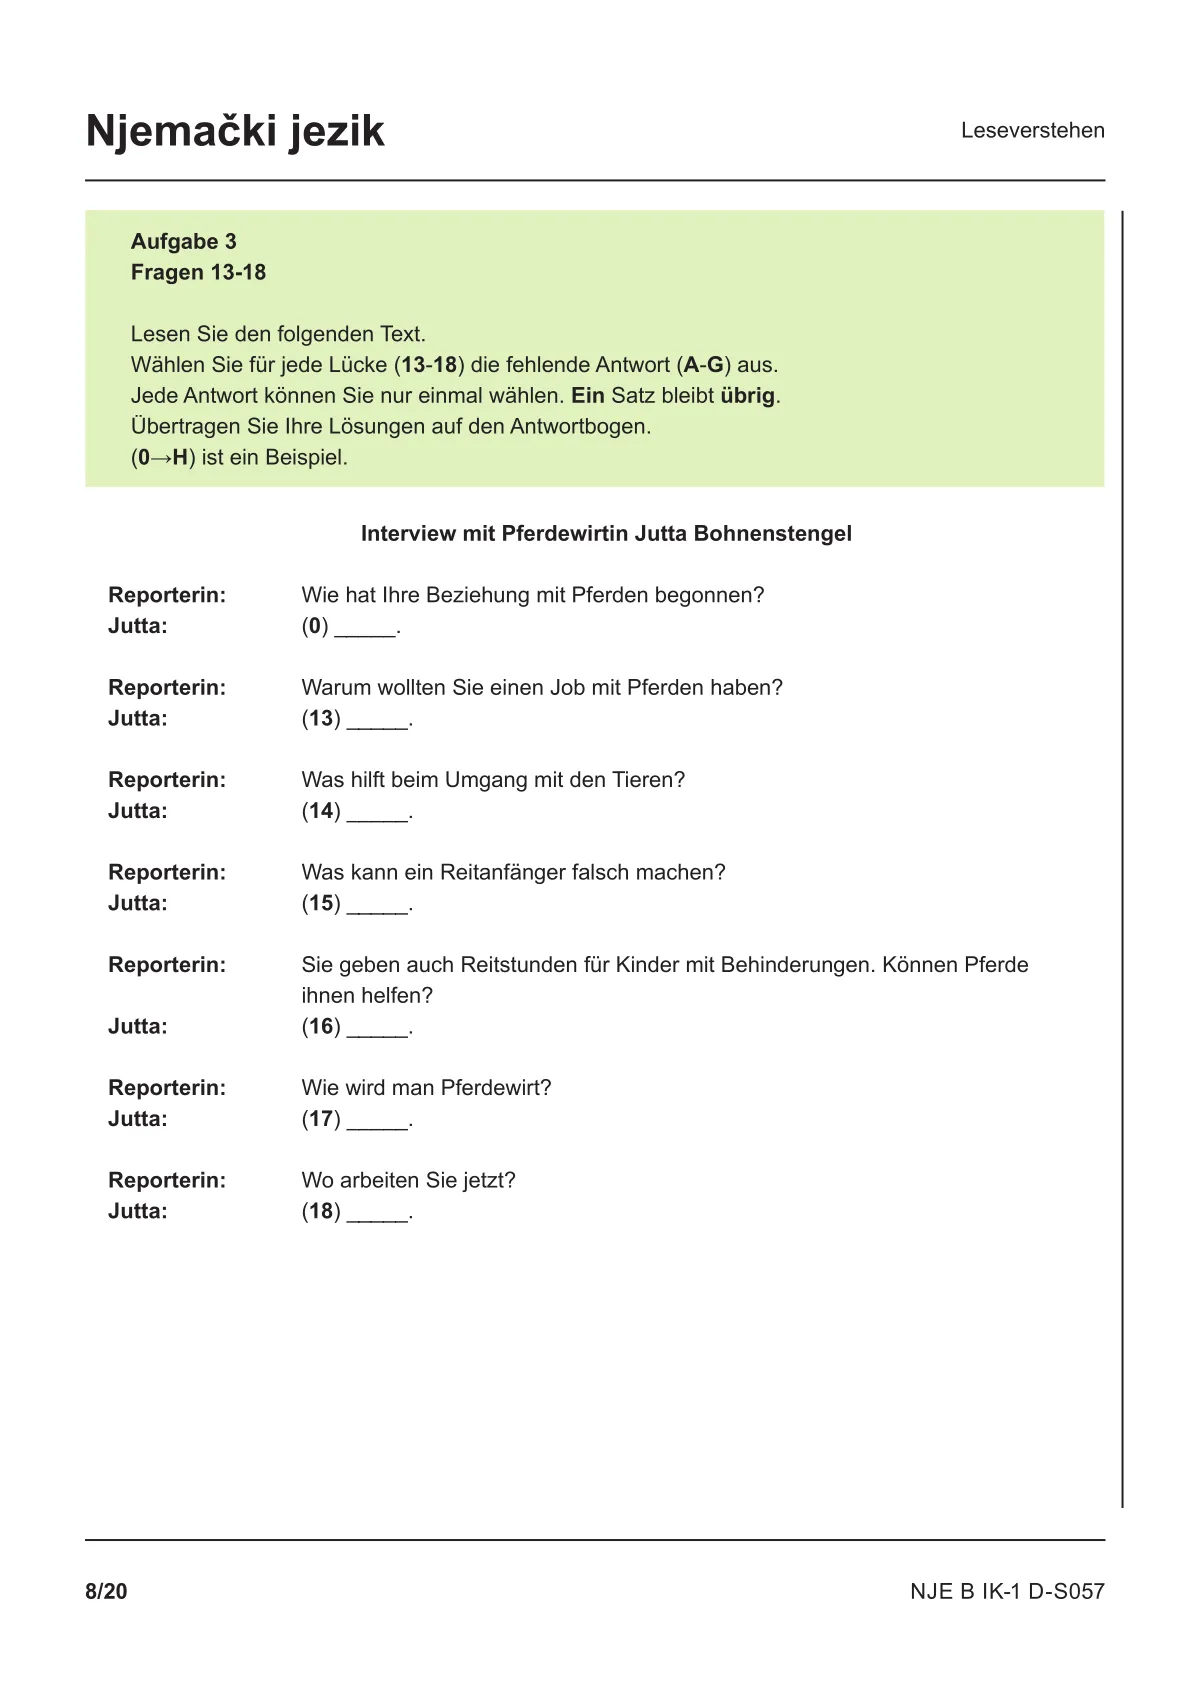 Njemački jezik
Leseverstehen
Aufgabe 3
Fragen 13-18
Lesen Sie den folgenden Text.
Wählen Sie für jede Lücke (13-18) die fehlende Antwort (A-G) aus.
Jede Antwort können Sie nur einmal wählen. Ein Satz bleibt übrig.
Übertragen Sie Ihre Lösungen auf den Antwortbogen.
(0→H) ist ein Beispiel.
Interview mit Pferdewirtin Jutta Bohnenstengel
Reporterin: Wie hat Ihre Beziehung mit Pferden begonnen?
Jutta: (0) _____.
Reporterin: Warum wollten Sie einen Job mit Pferden haben?
Jutta: (13) _____.
Reporterin: Was hilft beim Umgang mit den Tieren?
Jutta: (14) _____.
Reporterin: Was kann ein Reitanfänger falsch machen?
Jutta: (15) _____.
Reporterin: Sie geben auch Reitstunden für Kinder mit Behinderungen. Können Pferde
ihnen helfen?
Jutta: (16) _____.
Reporterin: Wie wird man Pferdewirt?
Jutta: (17) _____.
Reporterin: Wo arbeiten Sie jetzt?
Jutta: (18) _____.
8/20
NJE B IK-1 D-S057